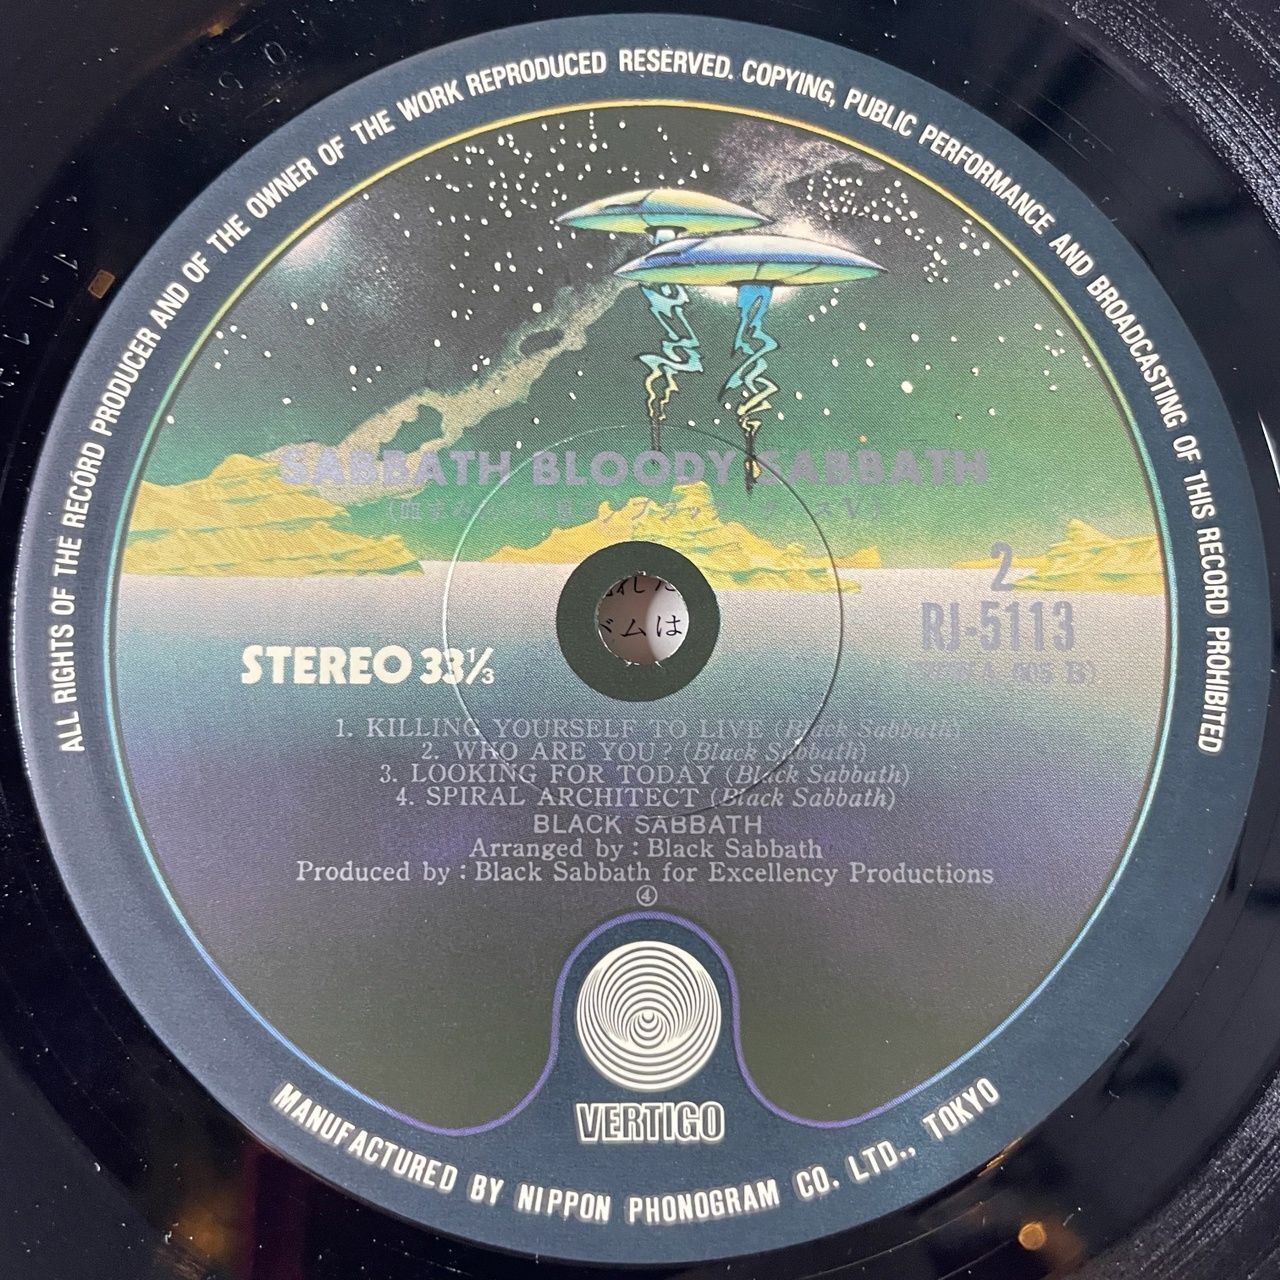 ALL RIGHTS OF THE RECORD PRODUCER AND OF THE OWNER OF THE WORK REPRODUCED RESERVED. COPYING, PUBLIC PERFORMANCE AND BROADCASTING OF THIS RECORD PROHIBITED
SABBATH BLOODY SABBATH
2
RJ-5113
STEREO 33⅓
ドムは
1. KILLING YOURSELF TO LIVE (Black Sabbath)
2. WHO ARE YOU? (Black Sabbath)
3. LOOKING FOR TODAY (Black Sabbath)
4. SPIRAL ARCHITECT (Black Sabbath)
BLACK SABBATH
Arranged by : Black Sabbath
Produced by : Black Sabbath for Excellency Productions
④
VERTIGO
MANUFACTURED BY NIPPON PHONOGRAM CO. LTD., TOKYO